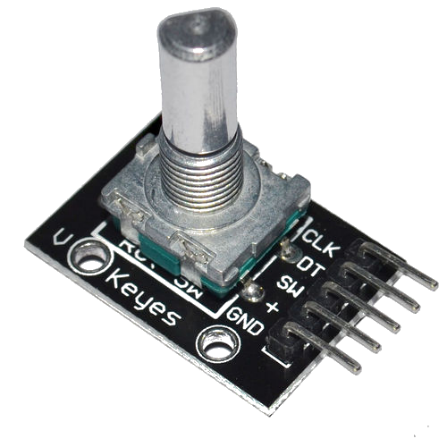 CLK
DT
SW
+
GND
Keyes